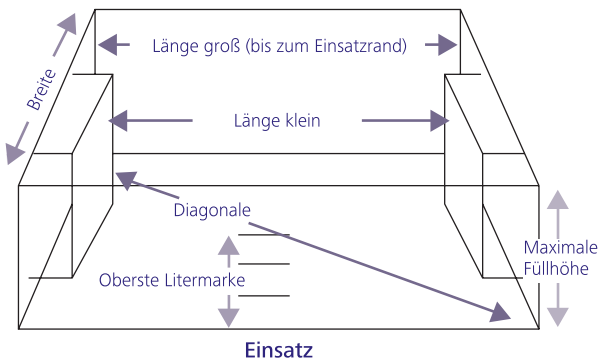 Länge groß (bis zum Einsatzrand)
Breite
Länge klein
Diagonale
Maximale
Füllhöhe
Oberste Litermarke
Einsatz